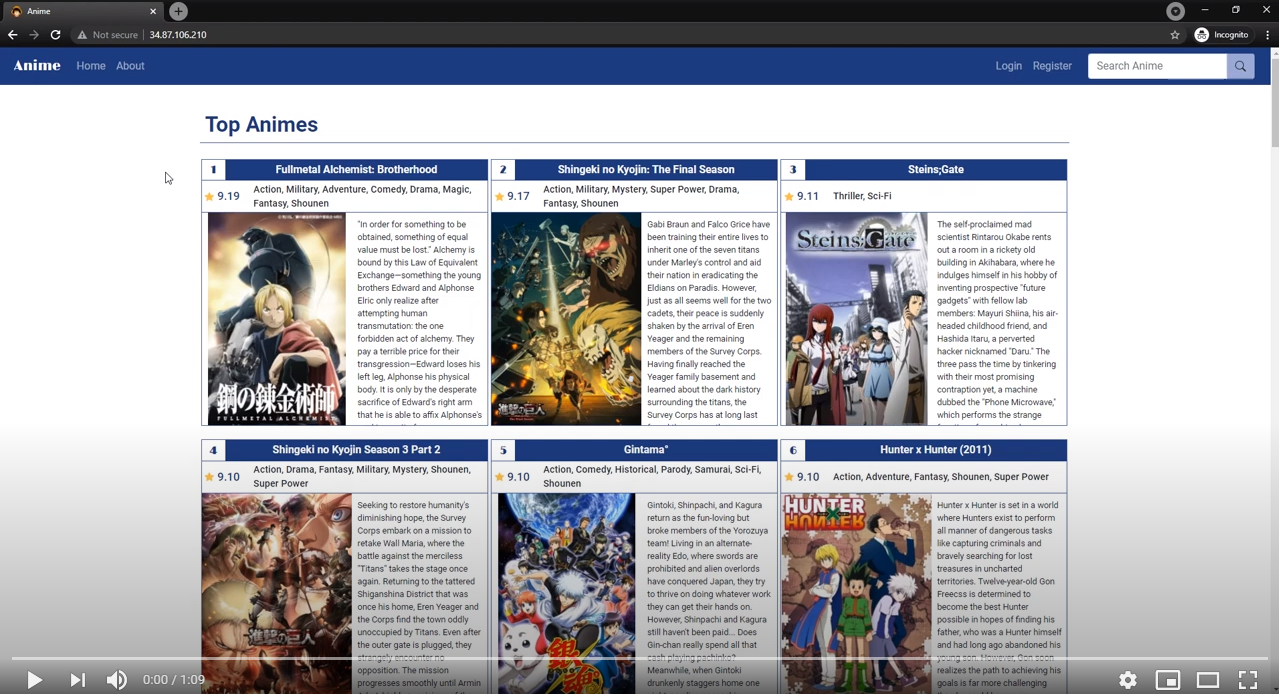 Anime
Not secure
34.87.106.210
Incognito
Anime
Home
About
Login
Register
Search Anime
Top Animes
1
Fullmetal Alchemist: Brotherhood
9.19
Action, Military, Adventure, Comedy, Drama, Magic,
Fantasy, Shounen
鋼の錬金術師
FULLMETAL ALCHEMIST
"In order for something to be
obtained, something of equal
value must be lost." Alchemy is
bound by this Law of Equivalent
Exchange—something the young
brothers Edward and Alphonse
Elric only realize after
attempting human
transmutation: the one
forbidden act of alchemy. They
pay a terrible price for their
transgression—Edward loses his
left leg, Alphonse his physical
body. It is only by the desperate
sacrifice of Edward's right arm
that he is able to affix Alphonse's
2
Shingeki no Kyojin: The Final Season
9.17
Action, Military, Mystery, Super Power, Drama,
Fantasy, Shounen
進撃の巨人
Gabi Braun and Falco Grice have
been training their entire lives to
inherit one of the seven titans
under Marley's control and aid
their nation in eradicating the
Eldians on Paradis. However,
just as all seems well for the two
cadets, their peace is suddenly
shaken by the arrival of Eren
Yeager and the remaining
members of the Survey Corps.
Having finally reached the
Yeager family basement and
learned about the dark history
surrounding the titans, the
Survey Corps has at long last
3
Steins;Gate
9.11
Thriller, Sci-Fi
Steins;Gate
The self-proclaimed mad
scientist Rintarou Okabe rents
out a room in a rickety old
building in Akihabara, where he
indulges himself in his hobby of
inventing prospective "future
gadgets" with fellow lab
members: Mayuri Shiina, his air-
headed childhood friend, and
Hashida Itaru, a perverted
hacker nicknamed "Daru." The
three pass the time by tinkering
with their most promising
contraption yet, a machine
dubbed the "Phone Microwave,"
which performs the strange
4
Shingeki no Kyojin Season 3 Part 2
9.10
Action, Drama, Fantasy, Military, Mystery, Shounen,
Super Power
進撃の巨人
Seeking to restore humanity's
diminishing hope, the Survey
Corps embark on a mission to
retake Wall Maria, where the
battle against the merciless
"Titans" takes the stage once
again. Returning to the tattered
Shiganshina District that was
once his home, Eren Yeager and
the Corps find the town oddly
unoccupied by Titans. Even after
the outer gate is plugged, they
strangely encounter no
opposition. The mission
progresses smoothly until Armin
5
Gintama°
9.10
Action, Comedy, Historical, Parody, Samurai, Sci-Fi,
Shounen
銀魂
Gintoki, Shinpachi, and Kagura
return as the fun-loving but
broke members of the Yorozuya
team! Living in an alternate-
reality Edo, where swords are
prohibited and alien overlords
have conquered Japan, they try
to thrive on doing whatever work
they can get their hands on.
However, Shinpachi and Kagura
still haven't been paid... Does
Gin-chan really spend all that
cash playing pachinko?
Meanwhile, when Gintoki
drunkenly staggers home one
6
Hunter x Hunter (2011)
9.10
Action, Adventure, Fantasy, Shounen, Super Power
HUNTER
HUNTER
Hunter x Hunter is set in a world
where Hunters exist to perform
all manner of dangerous tasks
like capturing criminals and
bravely searching for lost
treasures in uncharted
territories. Twelve-year-old Gon
Freecss is determined to
become the best Hunter
possible in hopes of finding his
father, who was a Hunter himself
and had long ago abandoned his
young son. However, Gon soon
realizes the path to achieving his
goals is far more challenging
0:00 / 1:09